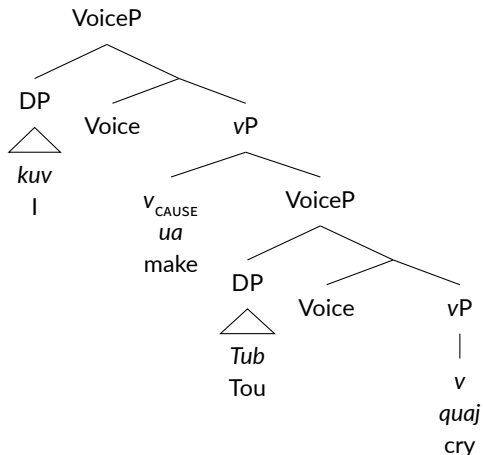 VoiceP
DP
Voice
vP
kuv
I
vCAUSE
ua
make
VoiceP
DP
Voice
vP
Tub
Tou
v
quaj
cry